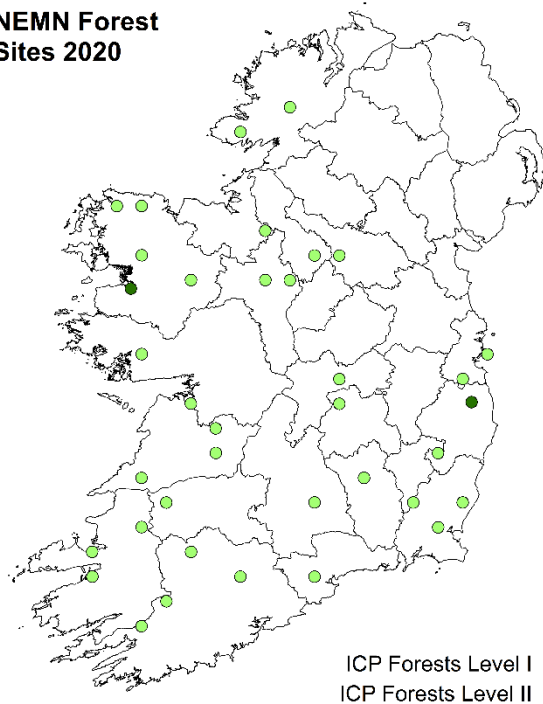 NEMN Forest
Sites 2020
ICP Forests Level I
ICP Forests Level II